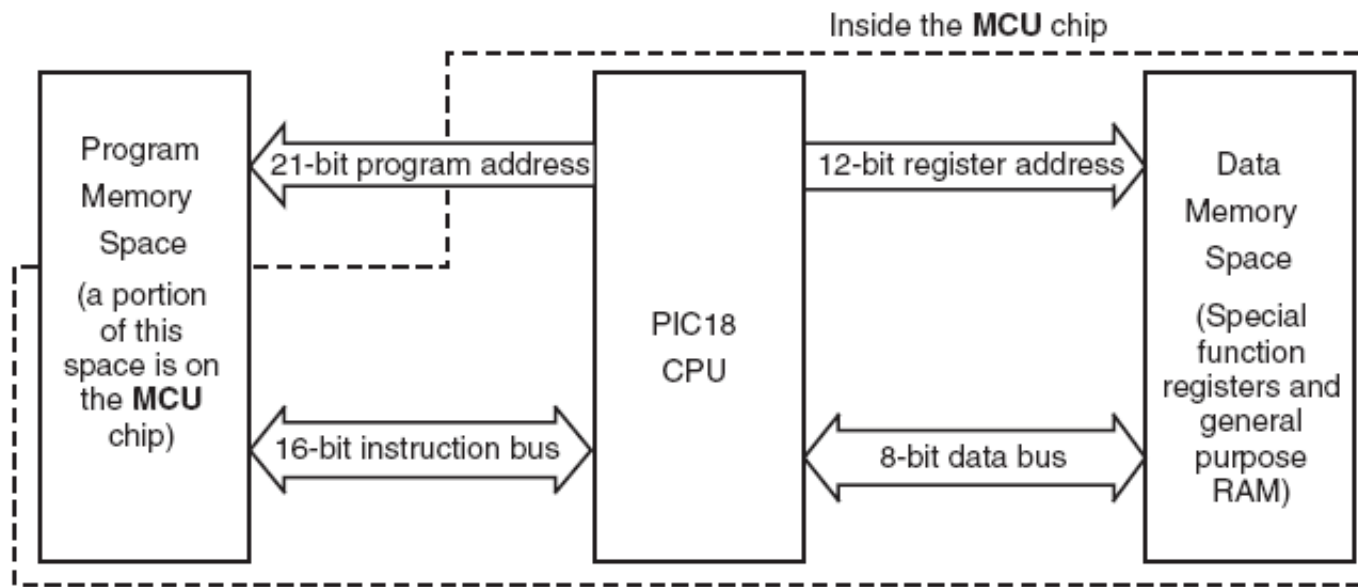 Inside the MCU chip
Program
Memory
Space
(a portion
of this
space is on
the MCU
chip)
21-bit program address
16-bit instruction bus
PIC18
CPU
12-bit register address
8-bit data bus
Data
Memory
Space
(Special
function
registers and
general
purpose
RAM)